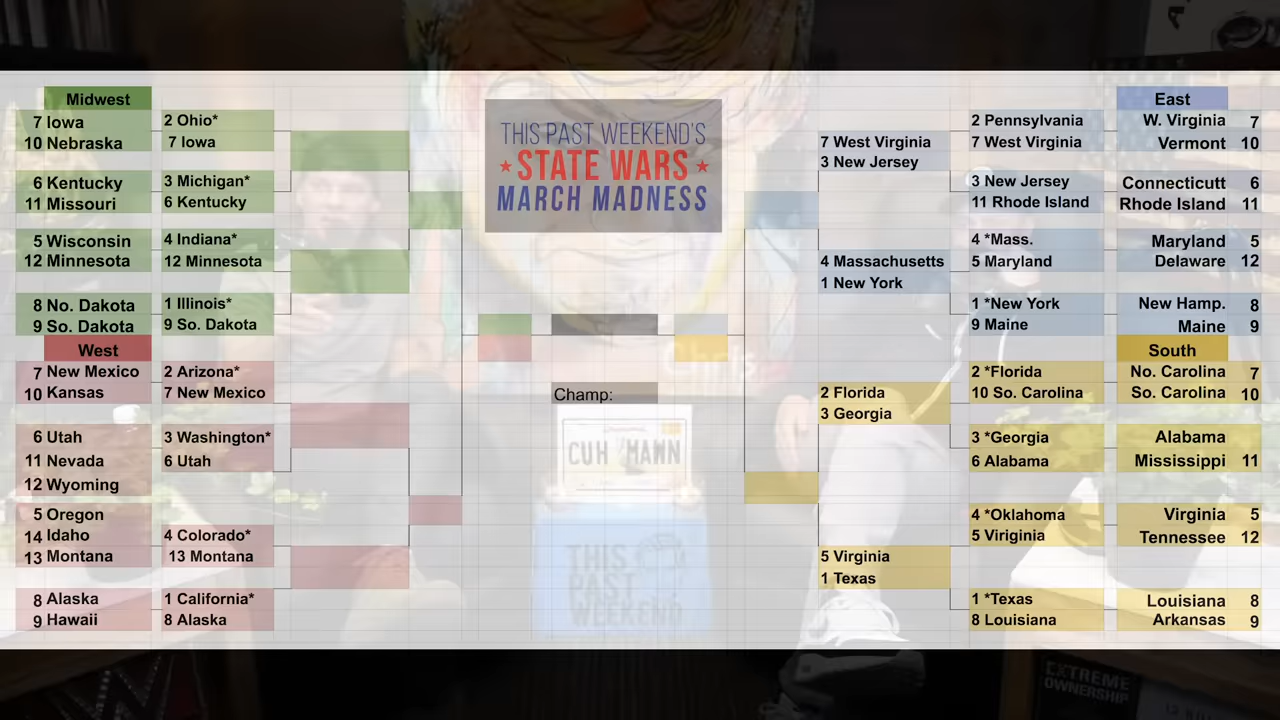 Midwest
7 Iowa
10 Nebraska
6 Kentucky
11 Missouri
5 Wisconsin
12 Minnesota
8 No. Dakota
9 So. Dakota
2 Ohio*
7 Iowa
3 Michigan*
6 Kentucky
4 Indiana*
12 Minnesota
1 Illinois*
9 So. Dakota
West
7 New Mexico
10 Kansas
6 Utah
11 Nevada
12 Wyoming
5 Oregon
14 Idaho
13 Montana
8 Alaska
9 Hawaii
2 Arizona*
7 New Mexico
3 Washington*
6 Utah
4 Colorado*
13 Montana
1 California*
8 Alaska
THIS PAST WEEKEND'S
STATE WARS
MARCH MADNESS
Chris
Champ:
CUH MANN
THIS
PAST
WEEKEND
7 West Virginia
3 New Jersey
4 Massachusetts
1 New York
2 Florida
3 Georgia
5 Virginia
1 Texas
2 Pennsylvania
7 West Virginia
3 New Jersey
11 Rhode Island
4 *Mass.
5 Maryland
1 *New York
9 Maine
2 *Florida
10 So. Carolina
3 *Georgia
6 Alabama
4 *Oklahoma
5 Viriginia
1 *Texas
8 Louisiana
East
W. Virginia 7
Vermont 10
Connecticutt 6
Rhode Island 11
Maryland 5
Delaware 12
New Hamp. 8
Maine 9
South
No. Carolina 7
So. Carolina 10
Alabama
Mississippi 11
Virginia 5
Tennessee 12
Louisiana 8
Arkansas 9
EXTREME
OWNERSHIP